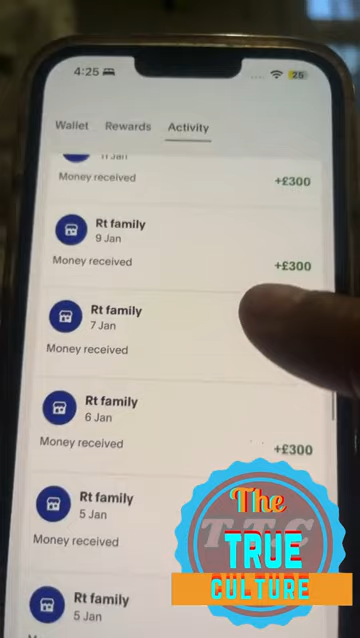 4:25
25
Wallet Rewards Activity
11 Jan
Money received +£300
Rt family
9 Jan
Money received +£300
Rt family
7 Jan
Money received
Rt family
6 Jan
Money received +£300
Rt family
5 Jan
Money received
Rt family
5 Jan
The
T.T.C
TRUE
CULTURE